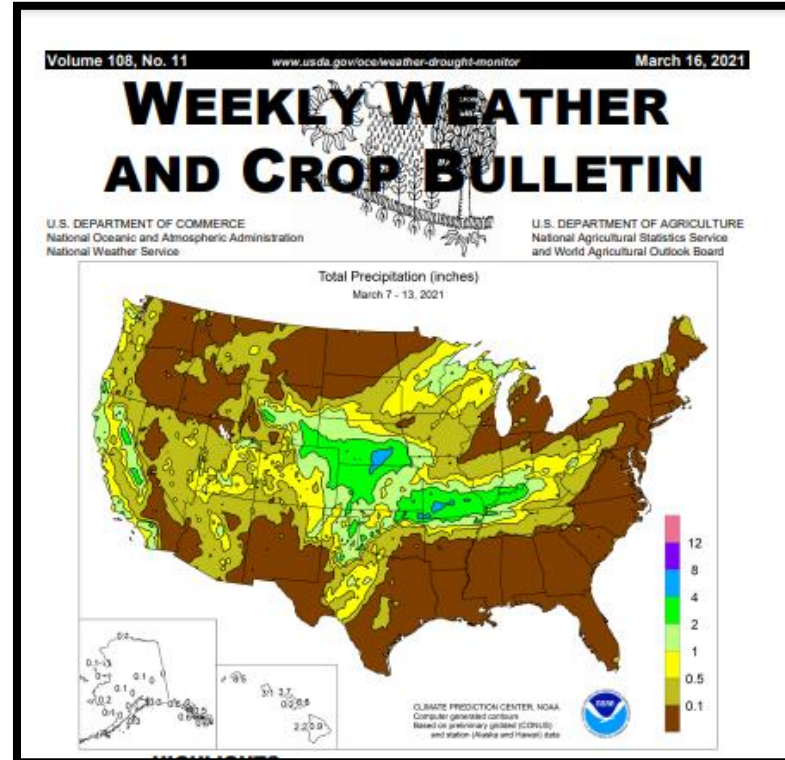 Volume 108, No. 11 www.usda.gov/oce/weather-drought-monitor March 16, 2021
WEEKLY WEATHER
AND CROP BULLETIN
U.S. DEPARTMENT OF COMMERCE
National Oceanic and Atmospheric Administration
National Weather Service
U.S. DEPARTMENT OF AGRICULTURE
National Agricultural Statistics Service
and World Agricultural Outlook Board
Total Precipitation (inches)
March 7 - 13, 2021
12
8
4
2
1
0.5
0.1
CLIMATE PREDICTION CENTER, NOAA
Computer generated contours
Based on preliminary gridded (CONUS)
and station (Alaska and Hawaii) data